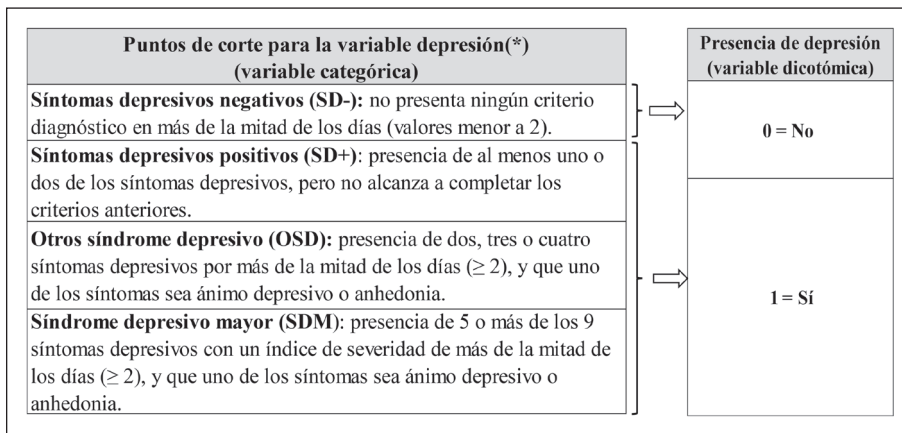 Puntos de corte para la variable depresión(*)
(variable categórica)
Síntomas depresivos negativos (SD-): no presenta ningún criterio
diagnóstico en más de la mitad de los días (valores menor a 2).
Síntomas depresivos positivos (SD+): presencia de al menos uno o
dos de los síntomas depresivos, pero no alcanza a completar los
criterios anteriores.
Otros síndrome depresivo (OSD): presencia de dos, tres o cuatro
síntomas depresivos por más de la mitad de los días (≥ 2), y que uno
de los síntomas sea ánimo depresivo o anhedonia.
Síndrome depresivo mayor (SDM): presencia de 5 o más de los 9
síntomas depresivos con un índice de severidad de más de la mitad de
los días (≥ 2), y que uno de los síntomas sea ánimo depresivo o
anhedonia.
Presencia de depresión
(variable dicotómica)
0 = No
1 = Sí